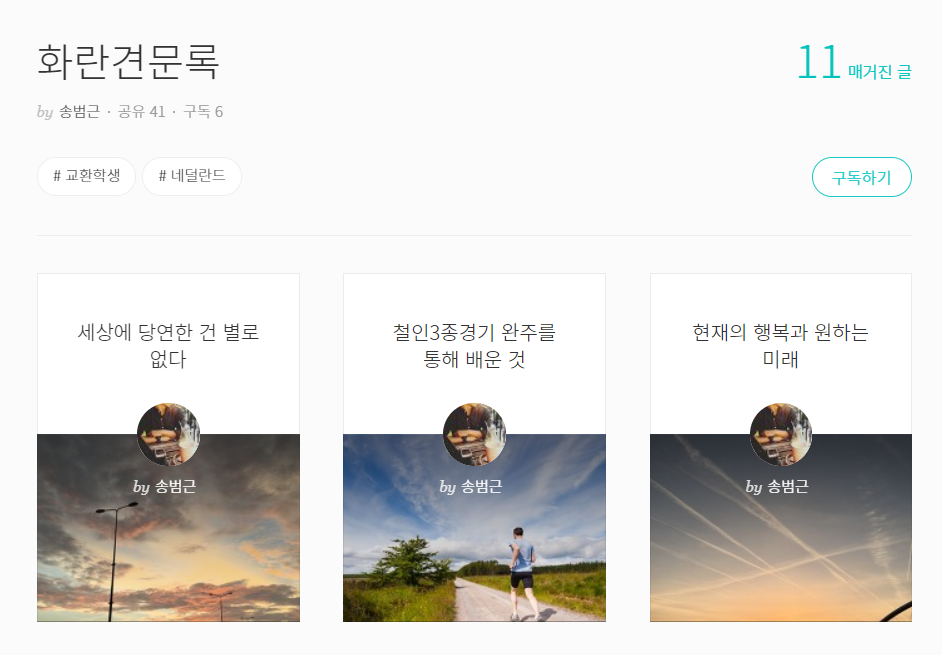 화란견문록
11 매거진 글
by 송범근 · 공유 41 · 구독 6
# 교환학생
# 네덜란드
구독하기
세상에 당연한 건 별로
없다
by 송범근
철인3종경기 완주를
통해 배운 것
by 송범근
현재의 행복과 원하는
미래
by 송범근